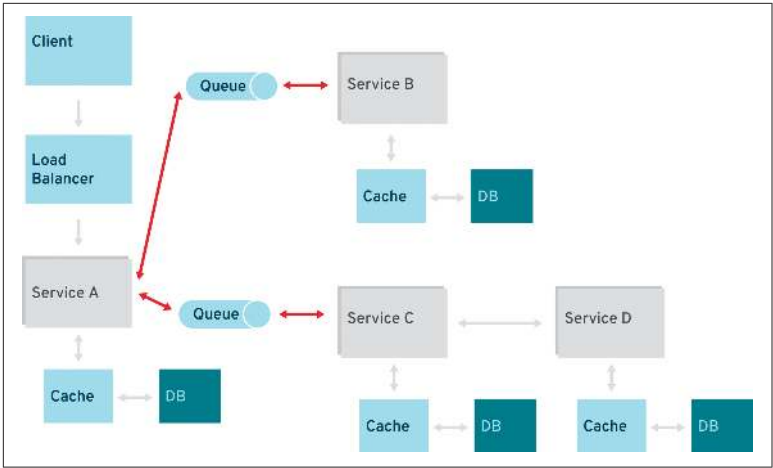 Client
Queue
Service B
Load
Balancer
Cache
DB
Service A
Queue
Service C
Service D
Cache
DB
Cache
DB
Cache
DB